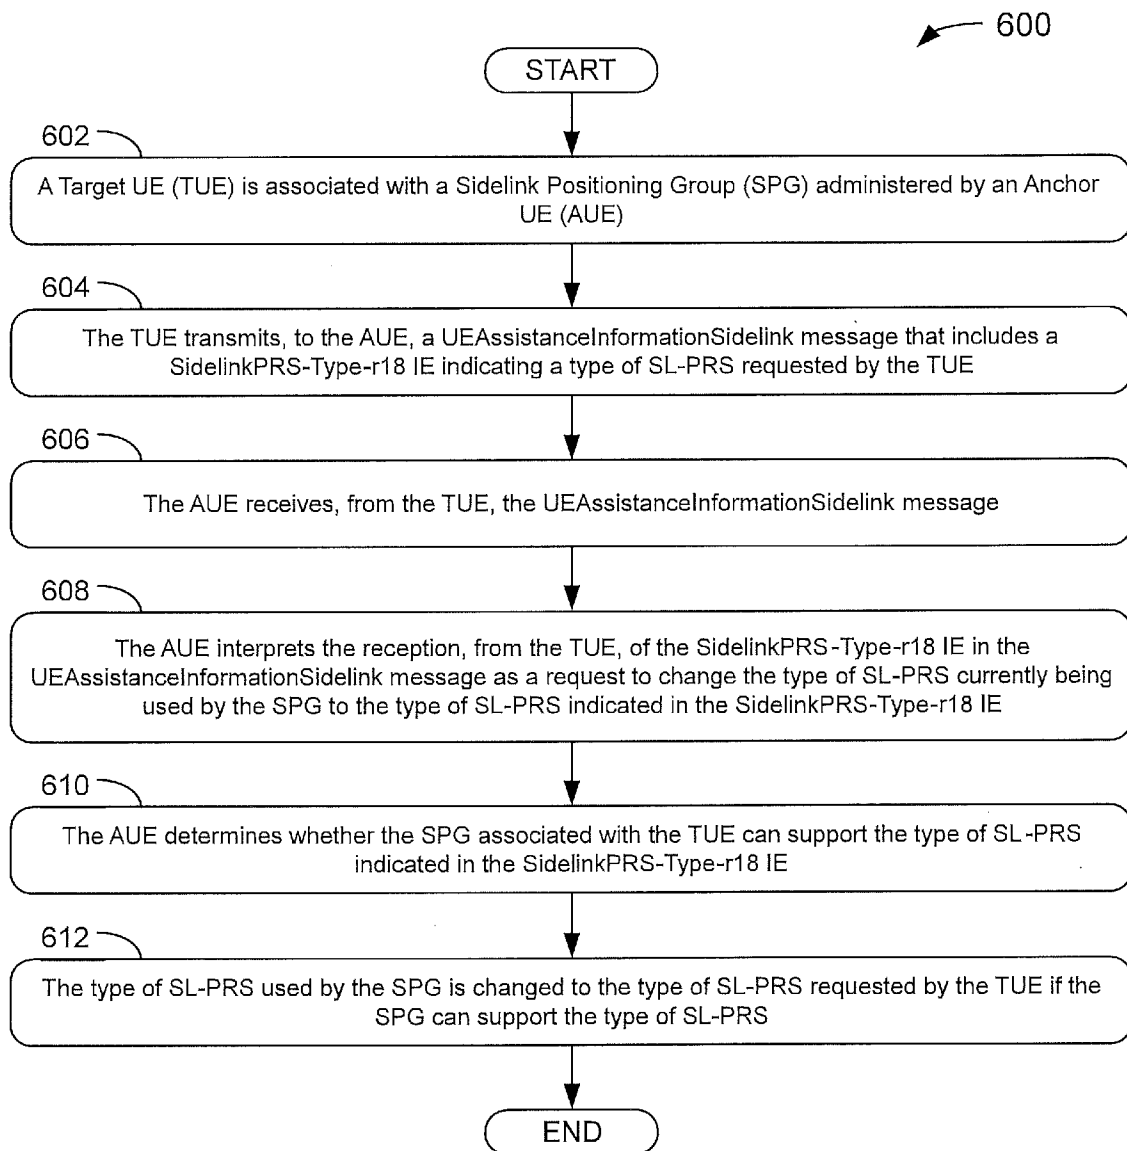 600
START
602
A Target UE (TUE) is associated with a Sidelink Positioning Group (SPG) administered by an Anchor
UE (AUE)
604
The TUE transmits, to the AUE, a UEAssistanceInformationSidelink message that includes a
SidelinkPRS-Type-r18 IE indicating a type of SL-PRS requested by the TUE
606
The AUE receives, from the TUE, the UEAssistanceInformationSidelink message
608
The AUE interprets the reception, from the TUE, of the SidelinkPRS-Type-r18 IE in the
UEAssistanceInformationSidelink message as a request to change the type of SL-PRS currently being
used by the SPG to the type of SL-PRS indicated in the SidelinkPRS-Type-r18 IE
610
The AUE determines whether the SPG associated with the TUE can support the type of SL-PRS
indicated in the SidelinkPRS-Type-r18 IE
612
The type of SL-PRS used by the SPG is changed to the type of SL-PRS requested by the TUE if the
SPG can support the type of SL-PRS
END